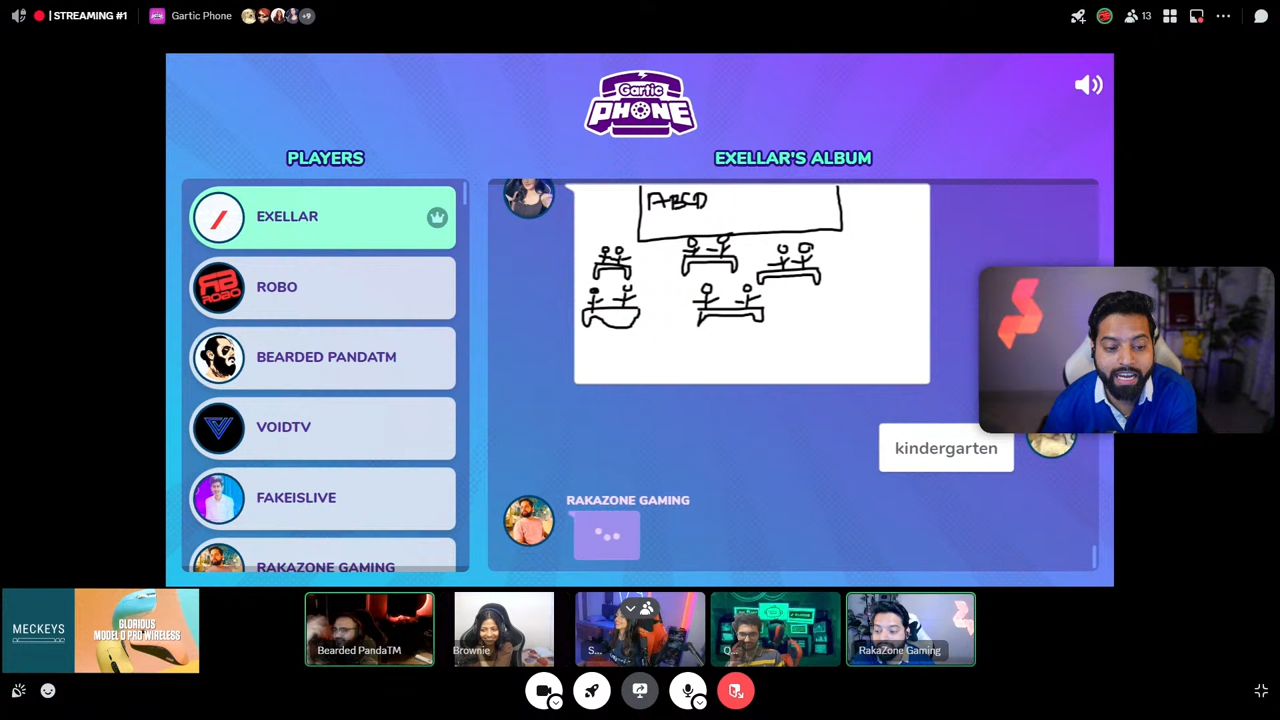 | STREAMING #1
Gartic Phone
+9
13
Gartic
PHONE
PLAYERS
EXELLAR'S ALBUM
EXELLAR
ROBO
ROBO
BEARDED PANDATM
VOIDTV
FAKEISLIVE
RAKAZONE GAMING
ABCD
kindergarten
RAKAZONE GAMING
MECKEYS
GLORIOUS
MODEL O PRO WIRELESS
Bearded PandaTM
Brownie
S...
Q...
RakaZone Gaming